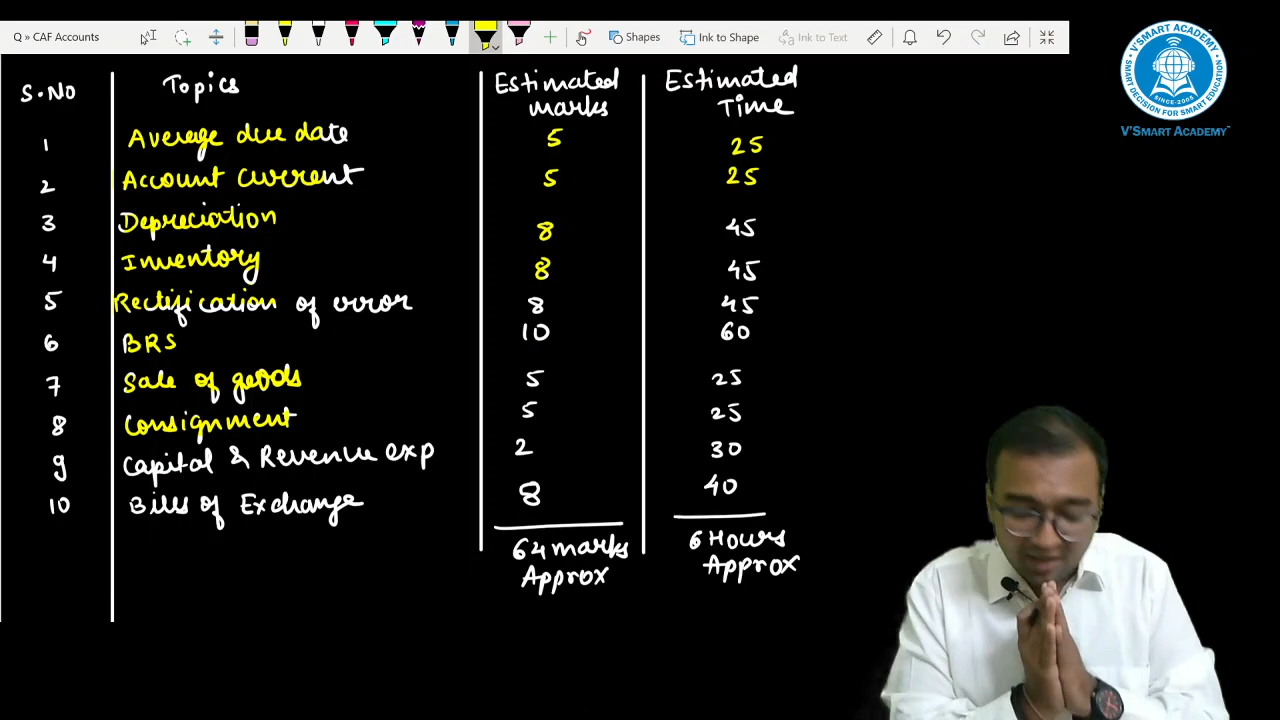 Q » CAF Accounts
Shapes
Ink to Shape
Ink to Text
V'SMART ACADEMY
SINCE-2005
SMART DECISION FOR SMART EDUCATION
V'SMART ACADEMY™
S.No Topics Estimated marks Estimated Time
1 Average due date 5 25
2 Account Current 5 25
3 Depreciation 8 45
4 Inventory 8 45
5 Rectification of error 8 45
6 BRS 10 60
7 Sale of goods 5 25
8 Consignment 5 25
9 Capital & Revenue exp 2 30
10 Bills of Exchange 8 40
64 marks Approx 6 Hours Approx